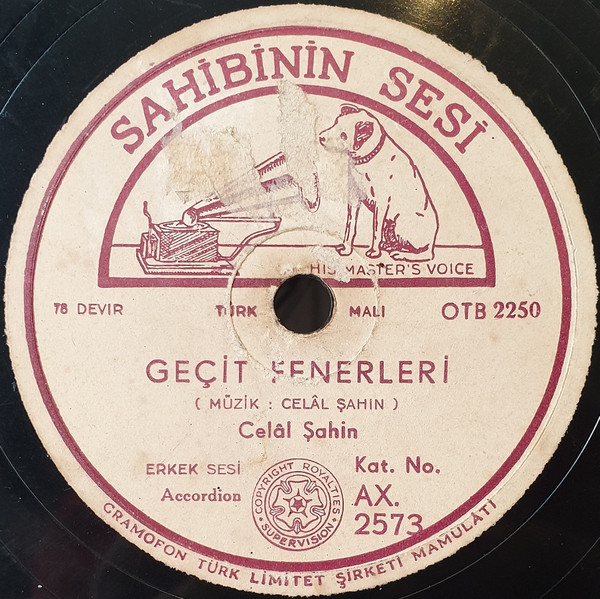 SAHİBİNİN SESİ
HIS MASTER'S VOICE
78 DEVIR TÜRK MALI OTB 2250
GEÇİT FENERLERİ
( MÜZİK : CELÂL ŞAHIN )
Celâl Şahin
ERKEK SESİ
Accordion
COPYRIGHT ROYALTIES
SUPERVISION
Kat. No.
AX.
2573
GRAMOFON TÜRK LİMİTET ŞİRKETİ MAMULÂTI